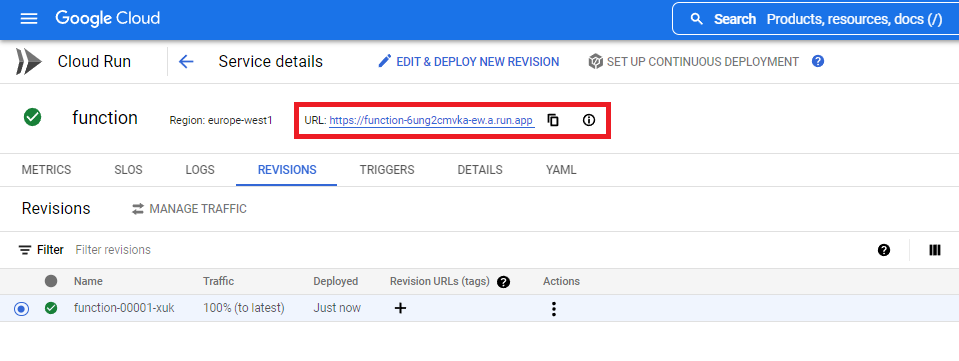 Google Cloud
Search Products, resources, docs (/)
Cloud Run Service details EDIT & DEPLOY NEW REVISION SET UP CONTINUOUS DEPLOYMENT ?
function Region: europe-west1 URL: https://function-6ung2cmvka-ew.a.run.app
METRICS SLOS LOGS REVISIONS TRIGGERS DETAILS YAML
Revisions MANAGE TRAFFIC
Filter Filter revisions ?
Name Traffic Deployed Revision URLs (tags) ? Actions
function-00001-xuk 100% (to latest) Just now +